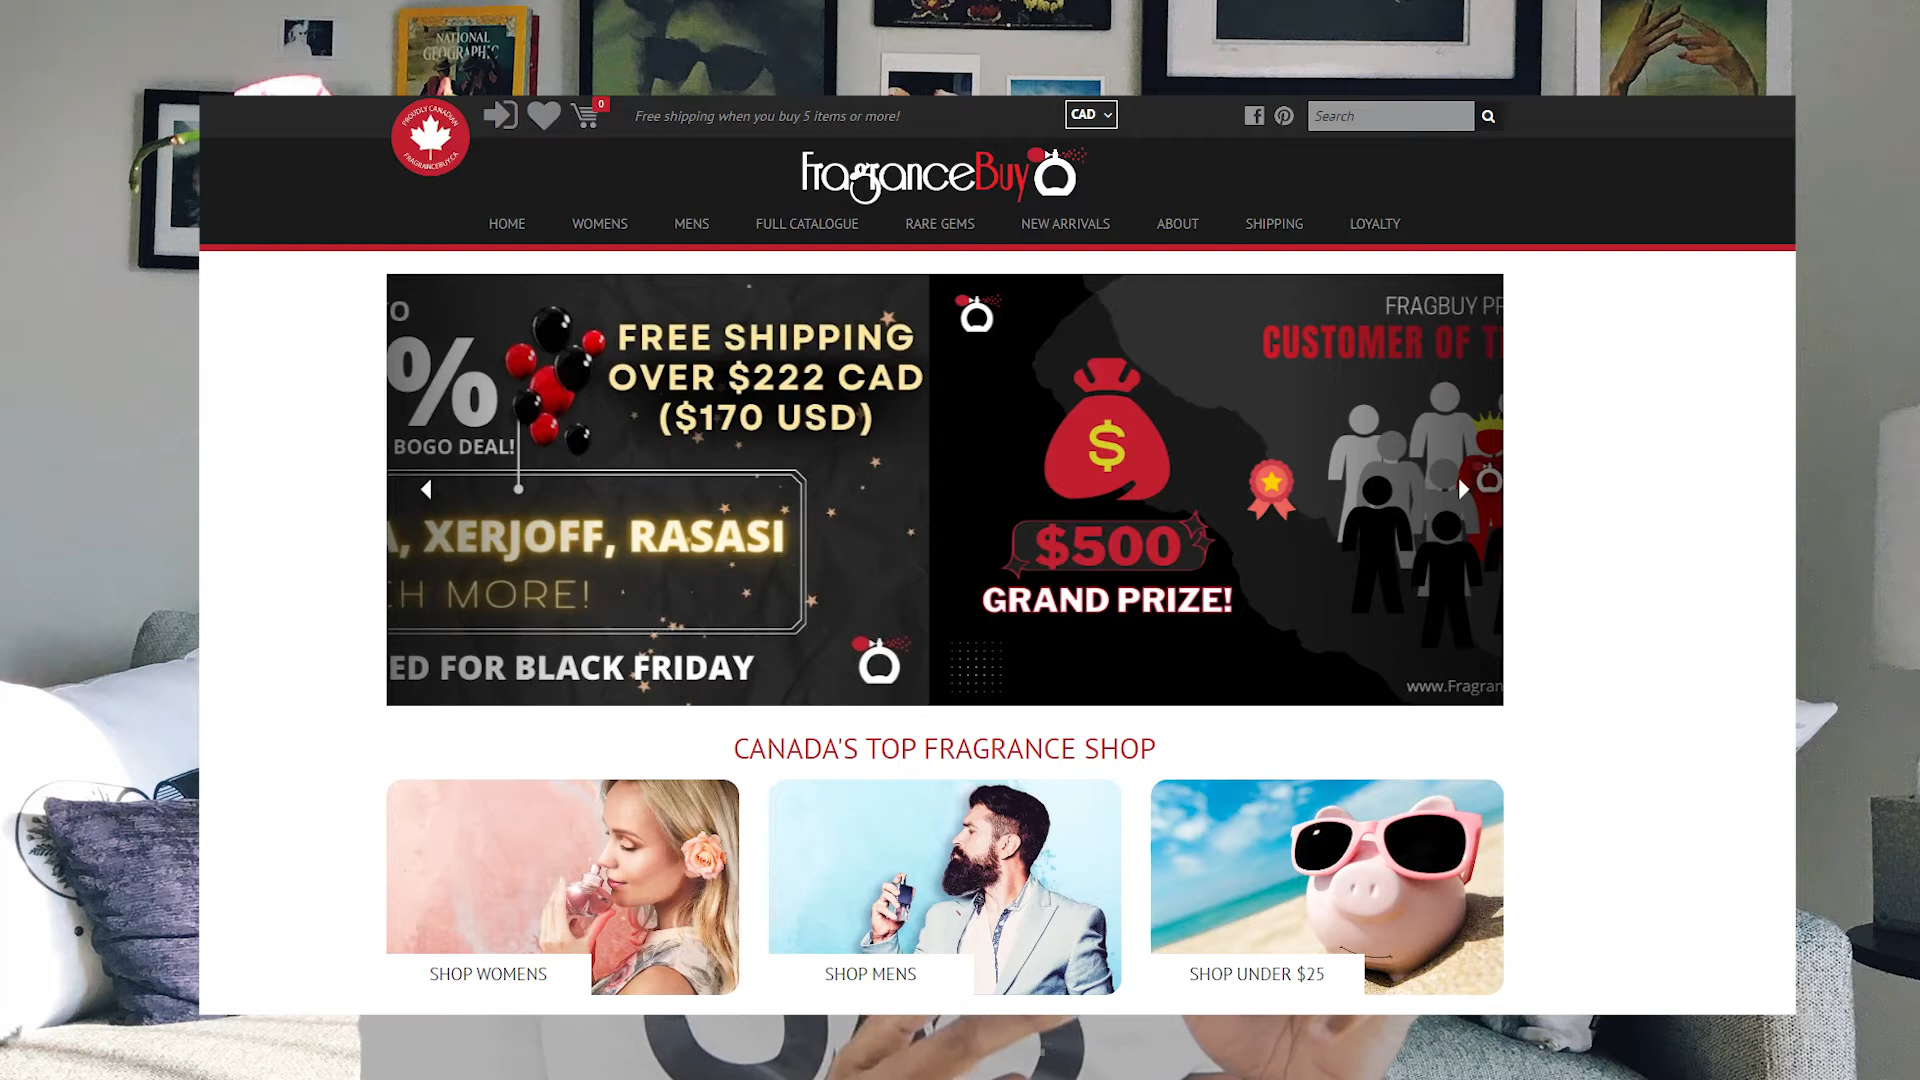 NATIONAL
GEOGRAPHIC
PROUDLY CANADIAN
FRAGRANCEBUY.CA
0
Free shipping when you buy 5 items or more!
CAD
Search
FragranceBuy
HOME WOMENS MENS FULL CATALOGUE RARE GEMS NEW ARRIVALS ABOUT SHIPPING LOYALTY
O
%
BOGO DEAL!
FREE SHIPPING
OVER $222 CAD
($170 USD)
A, XERJOFF, RASASI
CH MORE!
ED FOR BLACK FRIDAY
FRAGBUY PR
CUSTOMER OF T
$
$500
GRAND PRIZE!
www.Fragran
CANADA'S TOP FRAGRANCE SHOP
SHOP WOMENS
SHOP MENS
SHOP UNDER $25